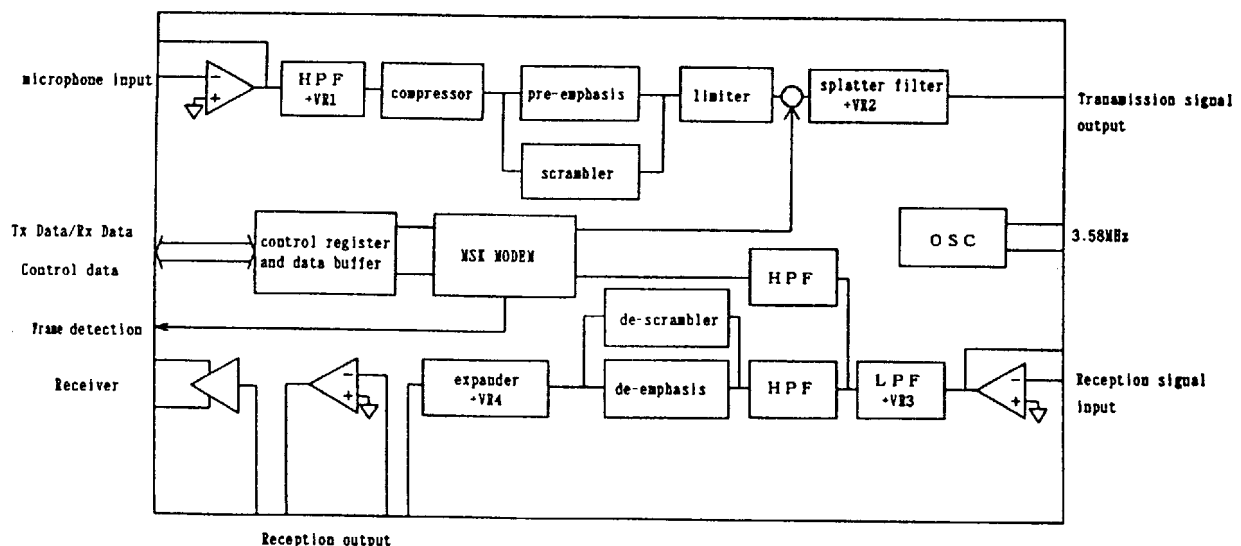 microphone input
-
+
HPF
+VR1
compressor
pre-emphasis
scrambler
limiter
splatter filter
+VR2
Transmission signal
output
Tx Data/Rx Data
Control data
control register
and data buffer
MSK MODEM
OSC
3.58MHz
HPF
Frame detection
de-scrambler
Receiver
-
+
expander
+VR4
de-emphasis
HPF
LPF
+VR3
-
+
Reception signal
input
Reception output